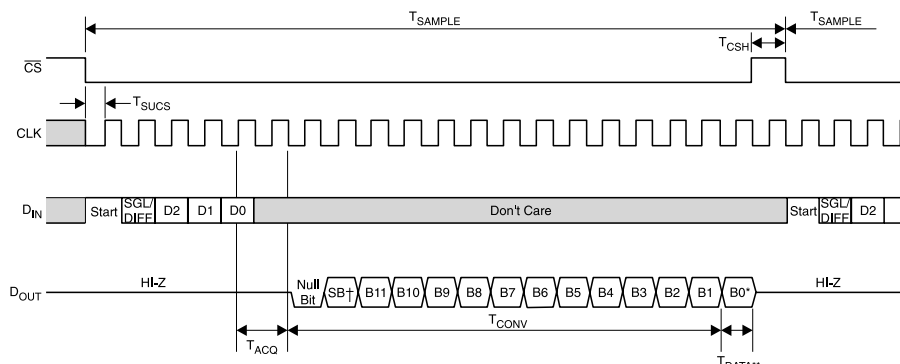 TSAMPLE
TSAMPLE
TCSH
CS
TSUCS
CLK
DIN
Start
SGL/
DIFF
D2
D1
D0
Don't Care
Start
SGL/
DIFF
D2
DOUT
HI-Z
Null
Bit
SB†
B11
B10
B9
B8
B7
B6
B5
B4
B3
B2
B1
B0*
HI-Z
TCONV
TACQ
TDATA**